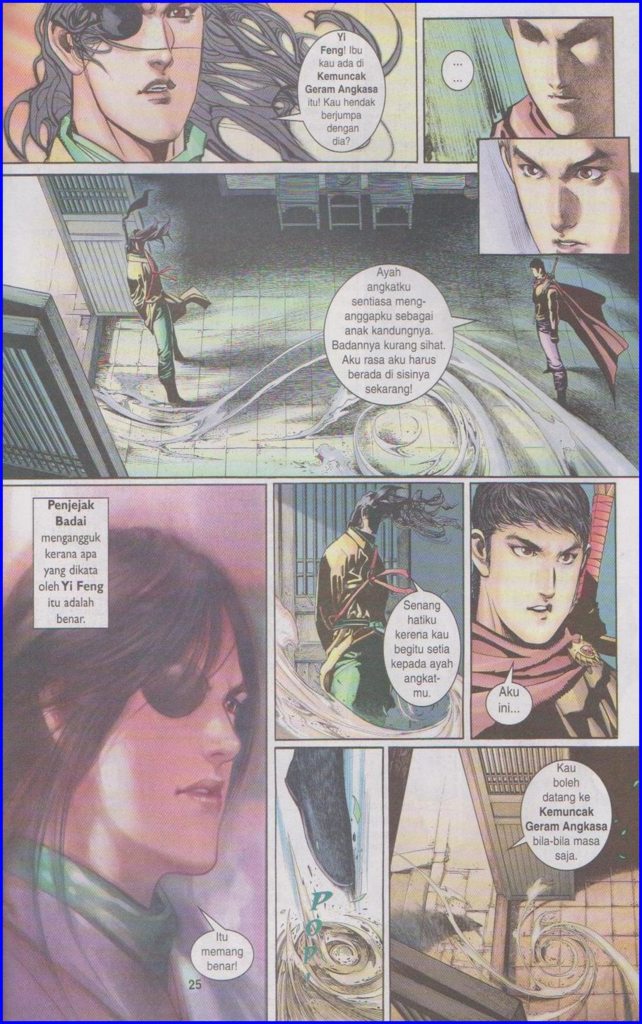 Yi
Feng! Ibu
kau ada di
Kemuncak
Geram Angkasa
itu! Kau hendak
berjumpa
dengan
dia?
...
...
Ayah
angkatku
sentiasa meng-
anggapku sebagai
anak kandungnya.
Badannya kurang sihat.
Aku rasa aku harus
berada di sisinya
sekarang!
Penjejak
Badai
mengangguk
kerana apa
yang dikata
oleh Yi Feng
itu adalah
benar.
Itu
memang
benar!
Senang
hatiku
kerena kau
begitu setia
kepada ayah
angkat-
mu.
Aku
ini...
POP!
Kau
boleh
datang ke
Kemuncak
Geram Angkasa
bila-bila masa
saja.
25